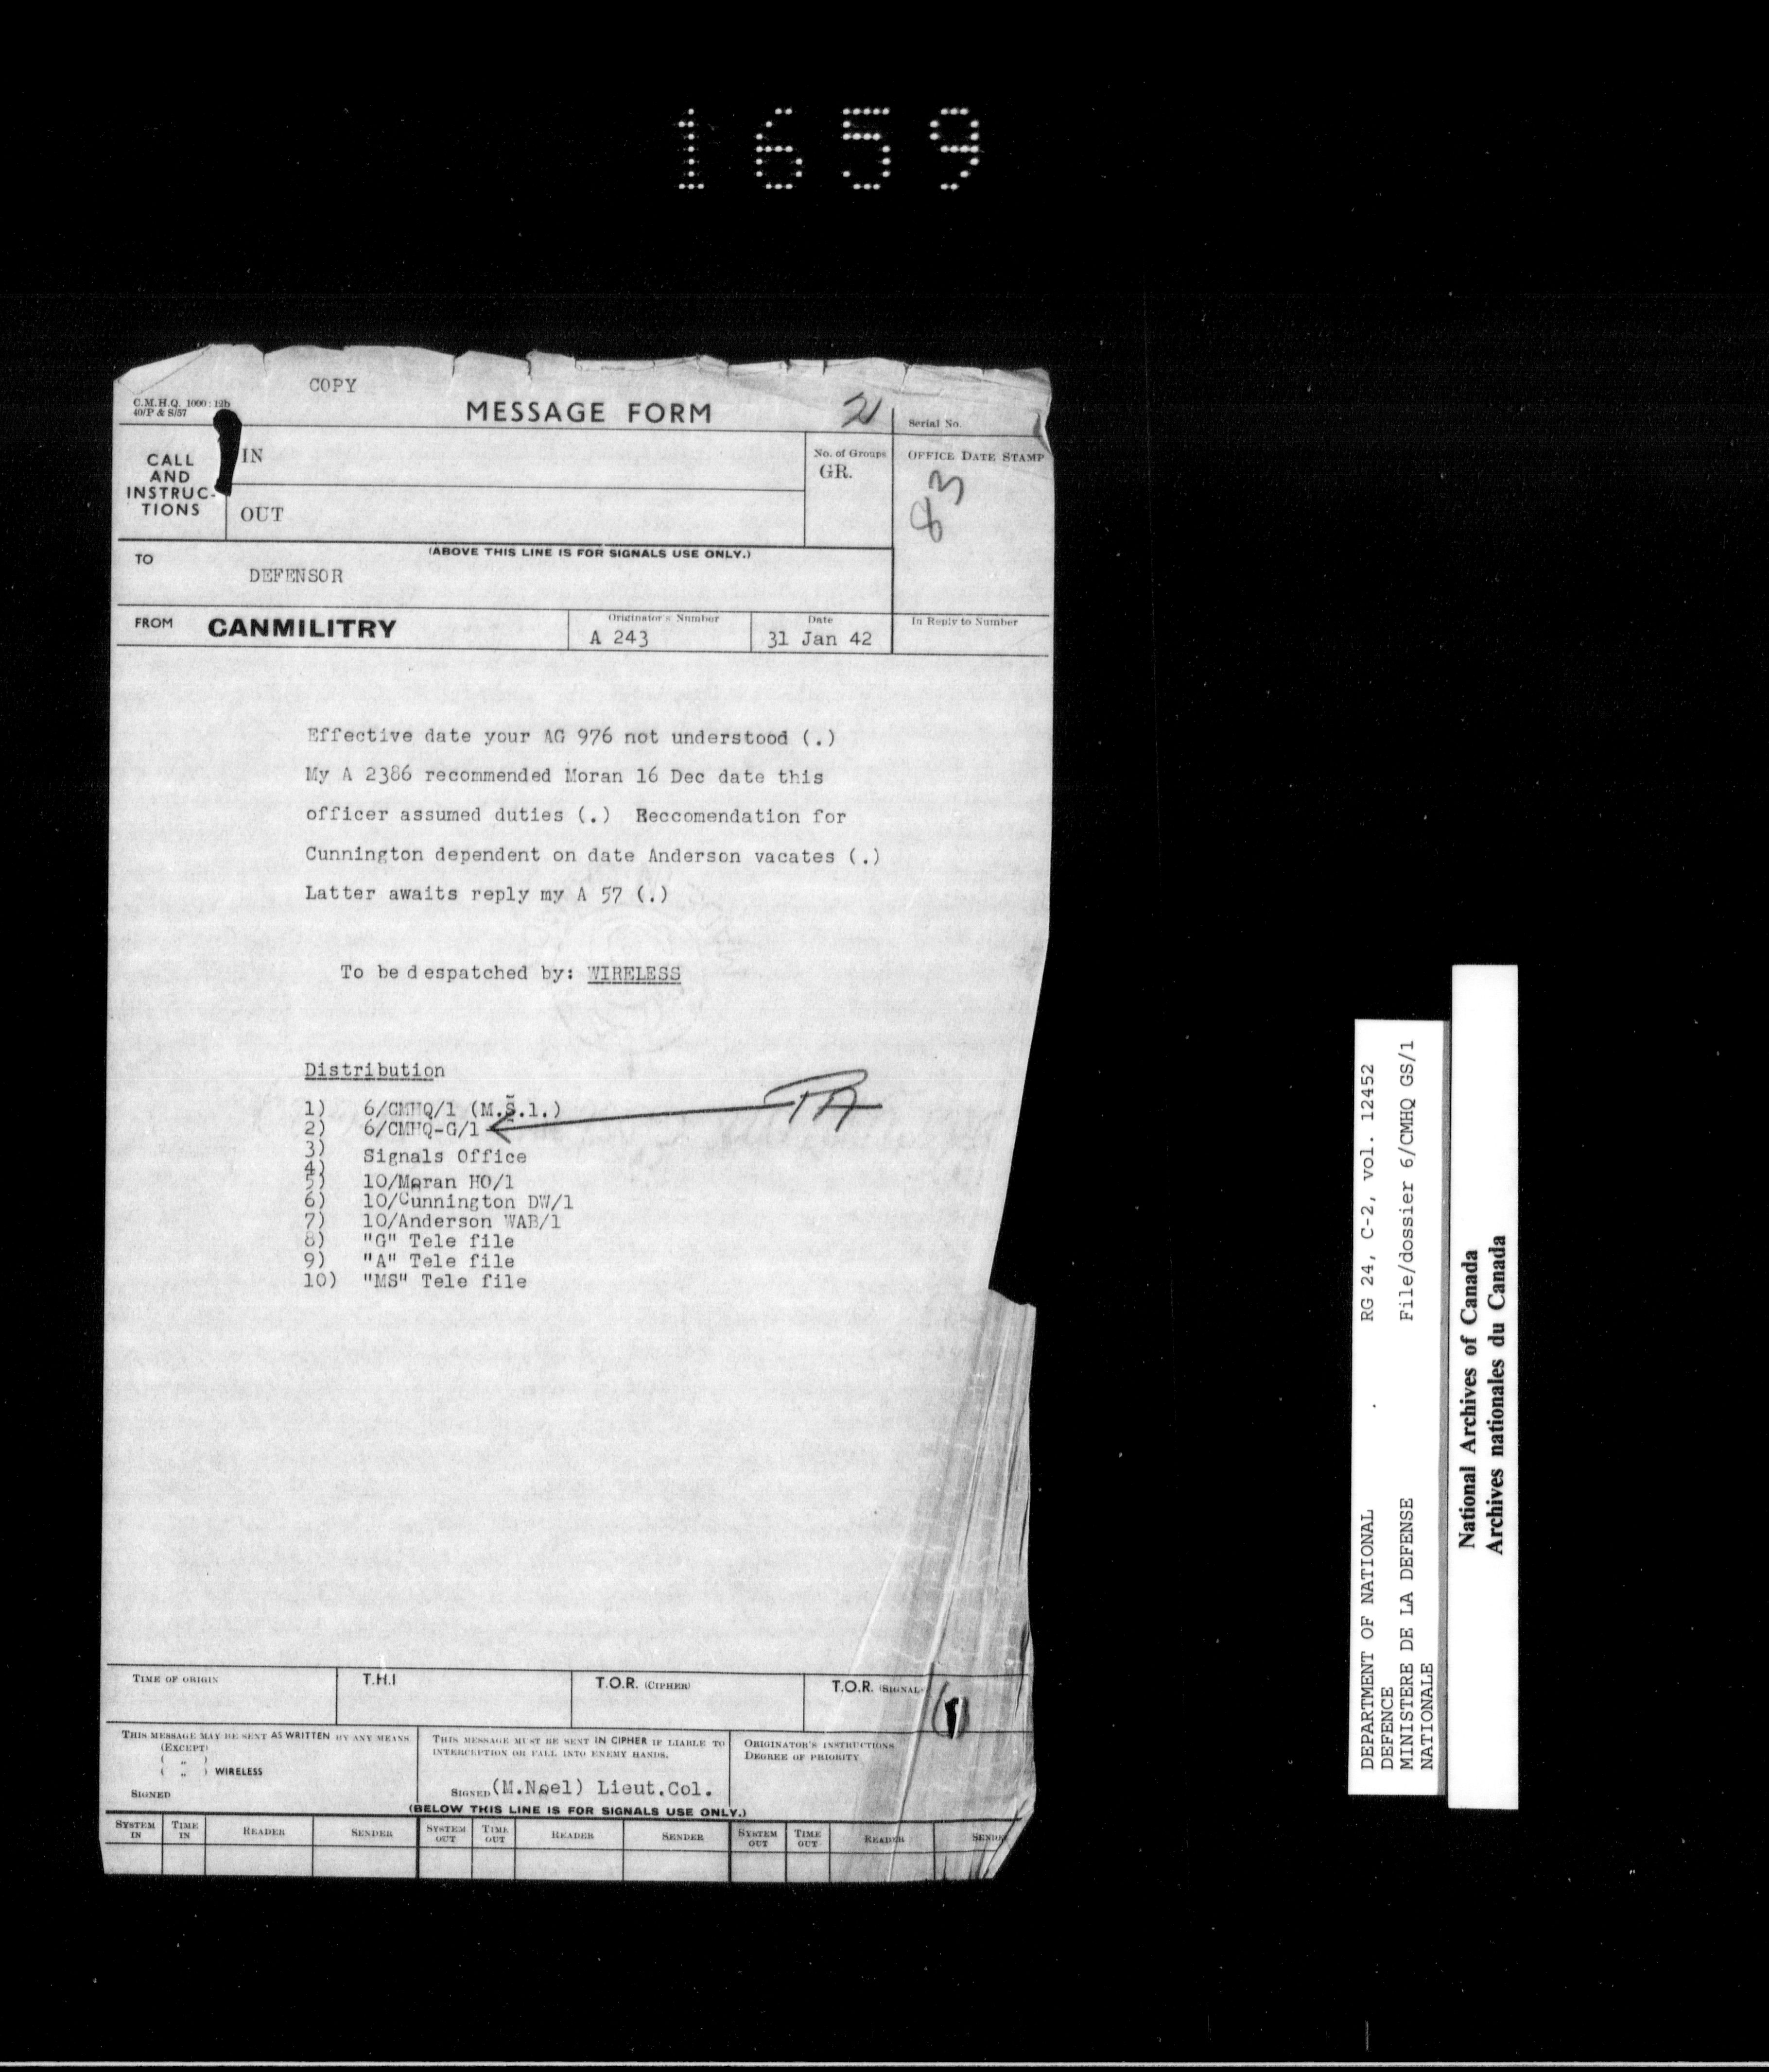 1659
COPY
C.M.H.Q. 1000 : 12b
40/P & S/57
MESSAGE FORM
2
Serial No.
CALL
AND
INSTRUC-
TIONS
IN
OUT
No. of Groups
GR.
OFFICE DATE STAMP
83
(ABOVE THIS LINE IS FOR SIGNALS USE ONLY.)
TO
DEFENSOR
FROM CANMILITRY
Originator's Number
A 243
Date
31 Jan 42
In Reply to Number
Effective date your AG 976 not understood (.)
My A 2386 recommended Moran 16 Dec date this
officer assumed duties (.) Reccomendation for
Cunnington dependent on date Anderson vacates (.)
Latter awaits reply my A 57 (.)
To be d espatched by: WIRELESS
Distribution
PA
1) 6/CMHQ/1 (M.S.1.)
2) 6/CMHQ-G/1
3)
4) Signals Office
5) 10/Moran HO/1
6) 10/Cunnington DW/1
7) 10/Anderson WAB/1
8) "G" Tele file
9) "A" Tele file
10) "MS" Tele file
TIME OF ORIGIN
T.H.I
T.O.R. (CIPHER)
T.O.R. (SIGNAL
THIS MESSAGE MAY BE SENT AS WRITTEN BY ANY MEANS
(EXCEPT)
( " )
( " ) WIRELESS
SIGNED
THIS MESSAGE MUST BE SENT IN CIPHER IF LIABLE TO
INTERCEPTION OR FALL INTO ENEMY HANDS.
SIGNED (M.Noel) Lieut.Col.
ORIGINATOR'S INSTRUCTIONS
DEGREE OF PRIORITY
(BELOW THIS LINE IS FOR SIGNALS USE ONLY.)
SYSTEM IN TIME IN READER SENDER SYSTEM OUT TIME OUT READER SENDER SYSTEM OUT TIME OUT READER SENDE
DEPARTMENT OF NATIONAL RG 24, C-2, vol. 12452
DEFENCE
MINISTERE DE LA DEFENSE File/dossier 6/CMHQ GS/1
NATIONALE
National Archives of Canada
Archives nationales du Canada